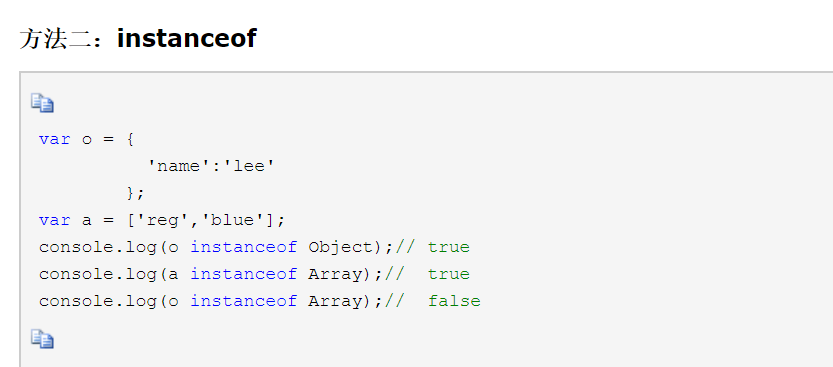 方法二：instanceof
var o = {
'name':'lee'
};
var a = ['reg','blue'];
console.log(o instanceof Object);// true
console.log(a instanceof Array);//  true
console.log(o instanceof Array);//  false